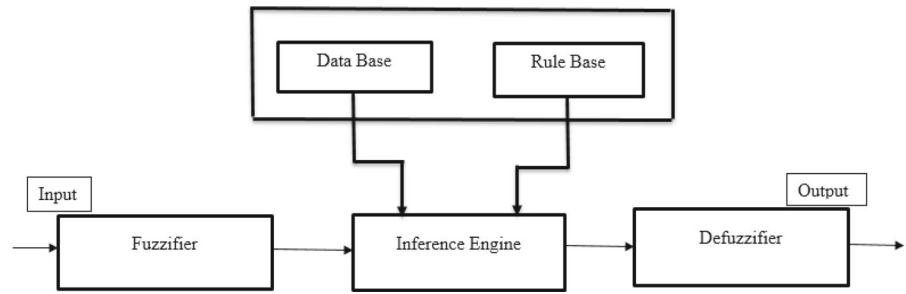 Data Base
Rule Base
Input
Output
Fuzzifier
Inference Engine
Defuzzifier